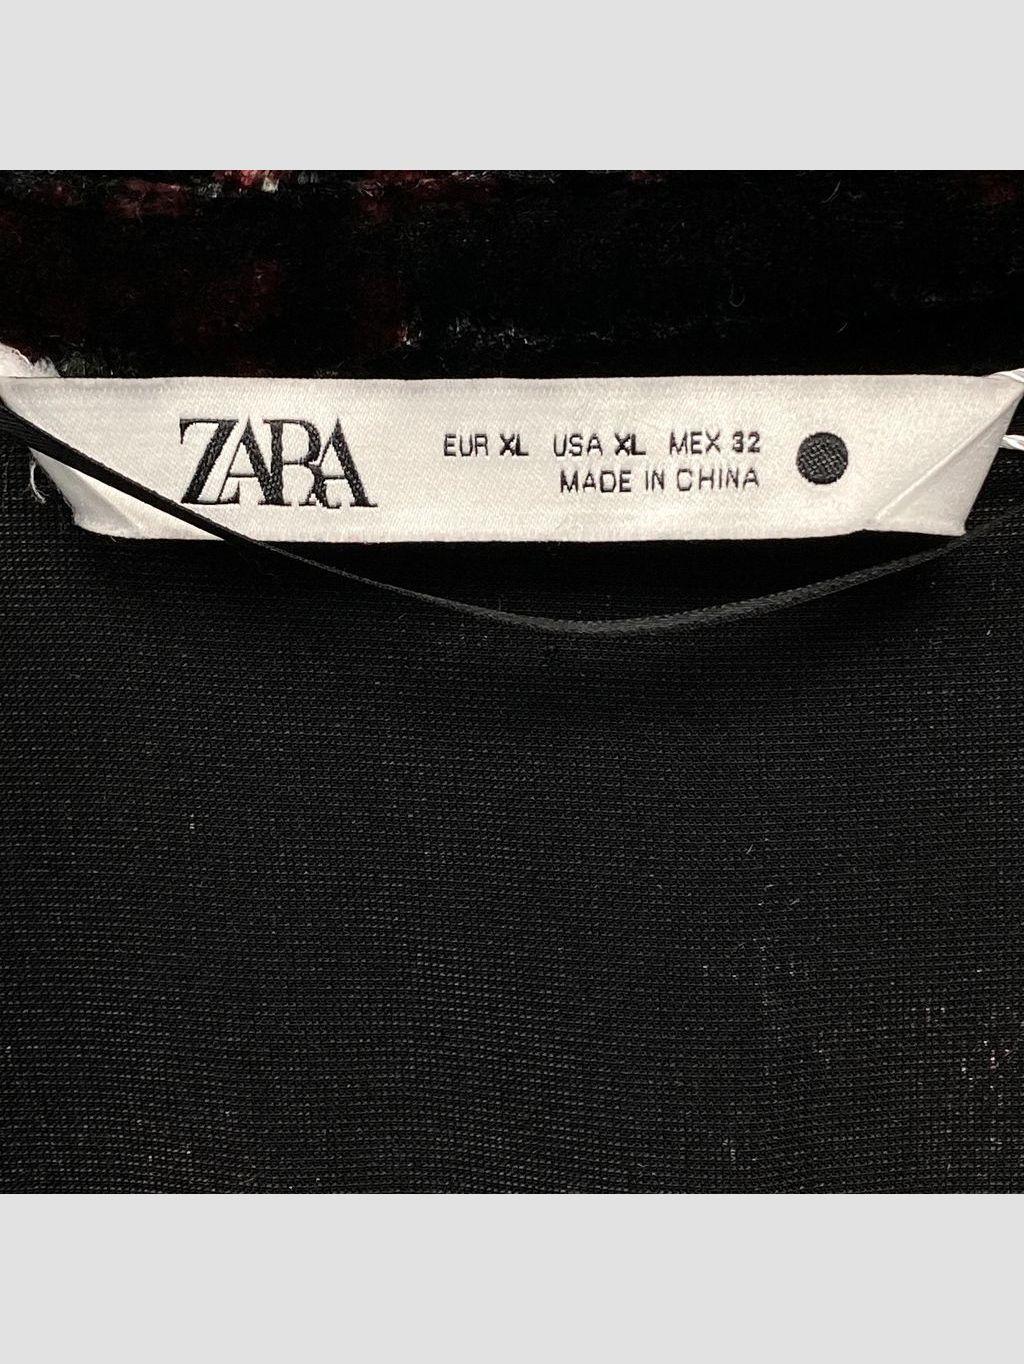 ZARA
EUR XL USA XL MEX 32
MADE IN CHINA